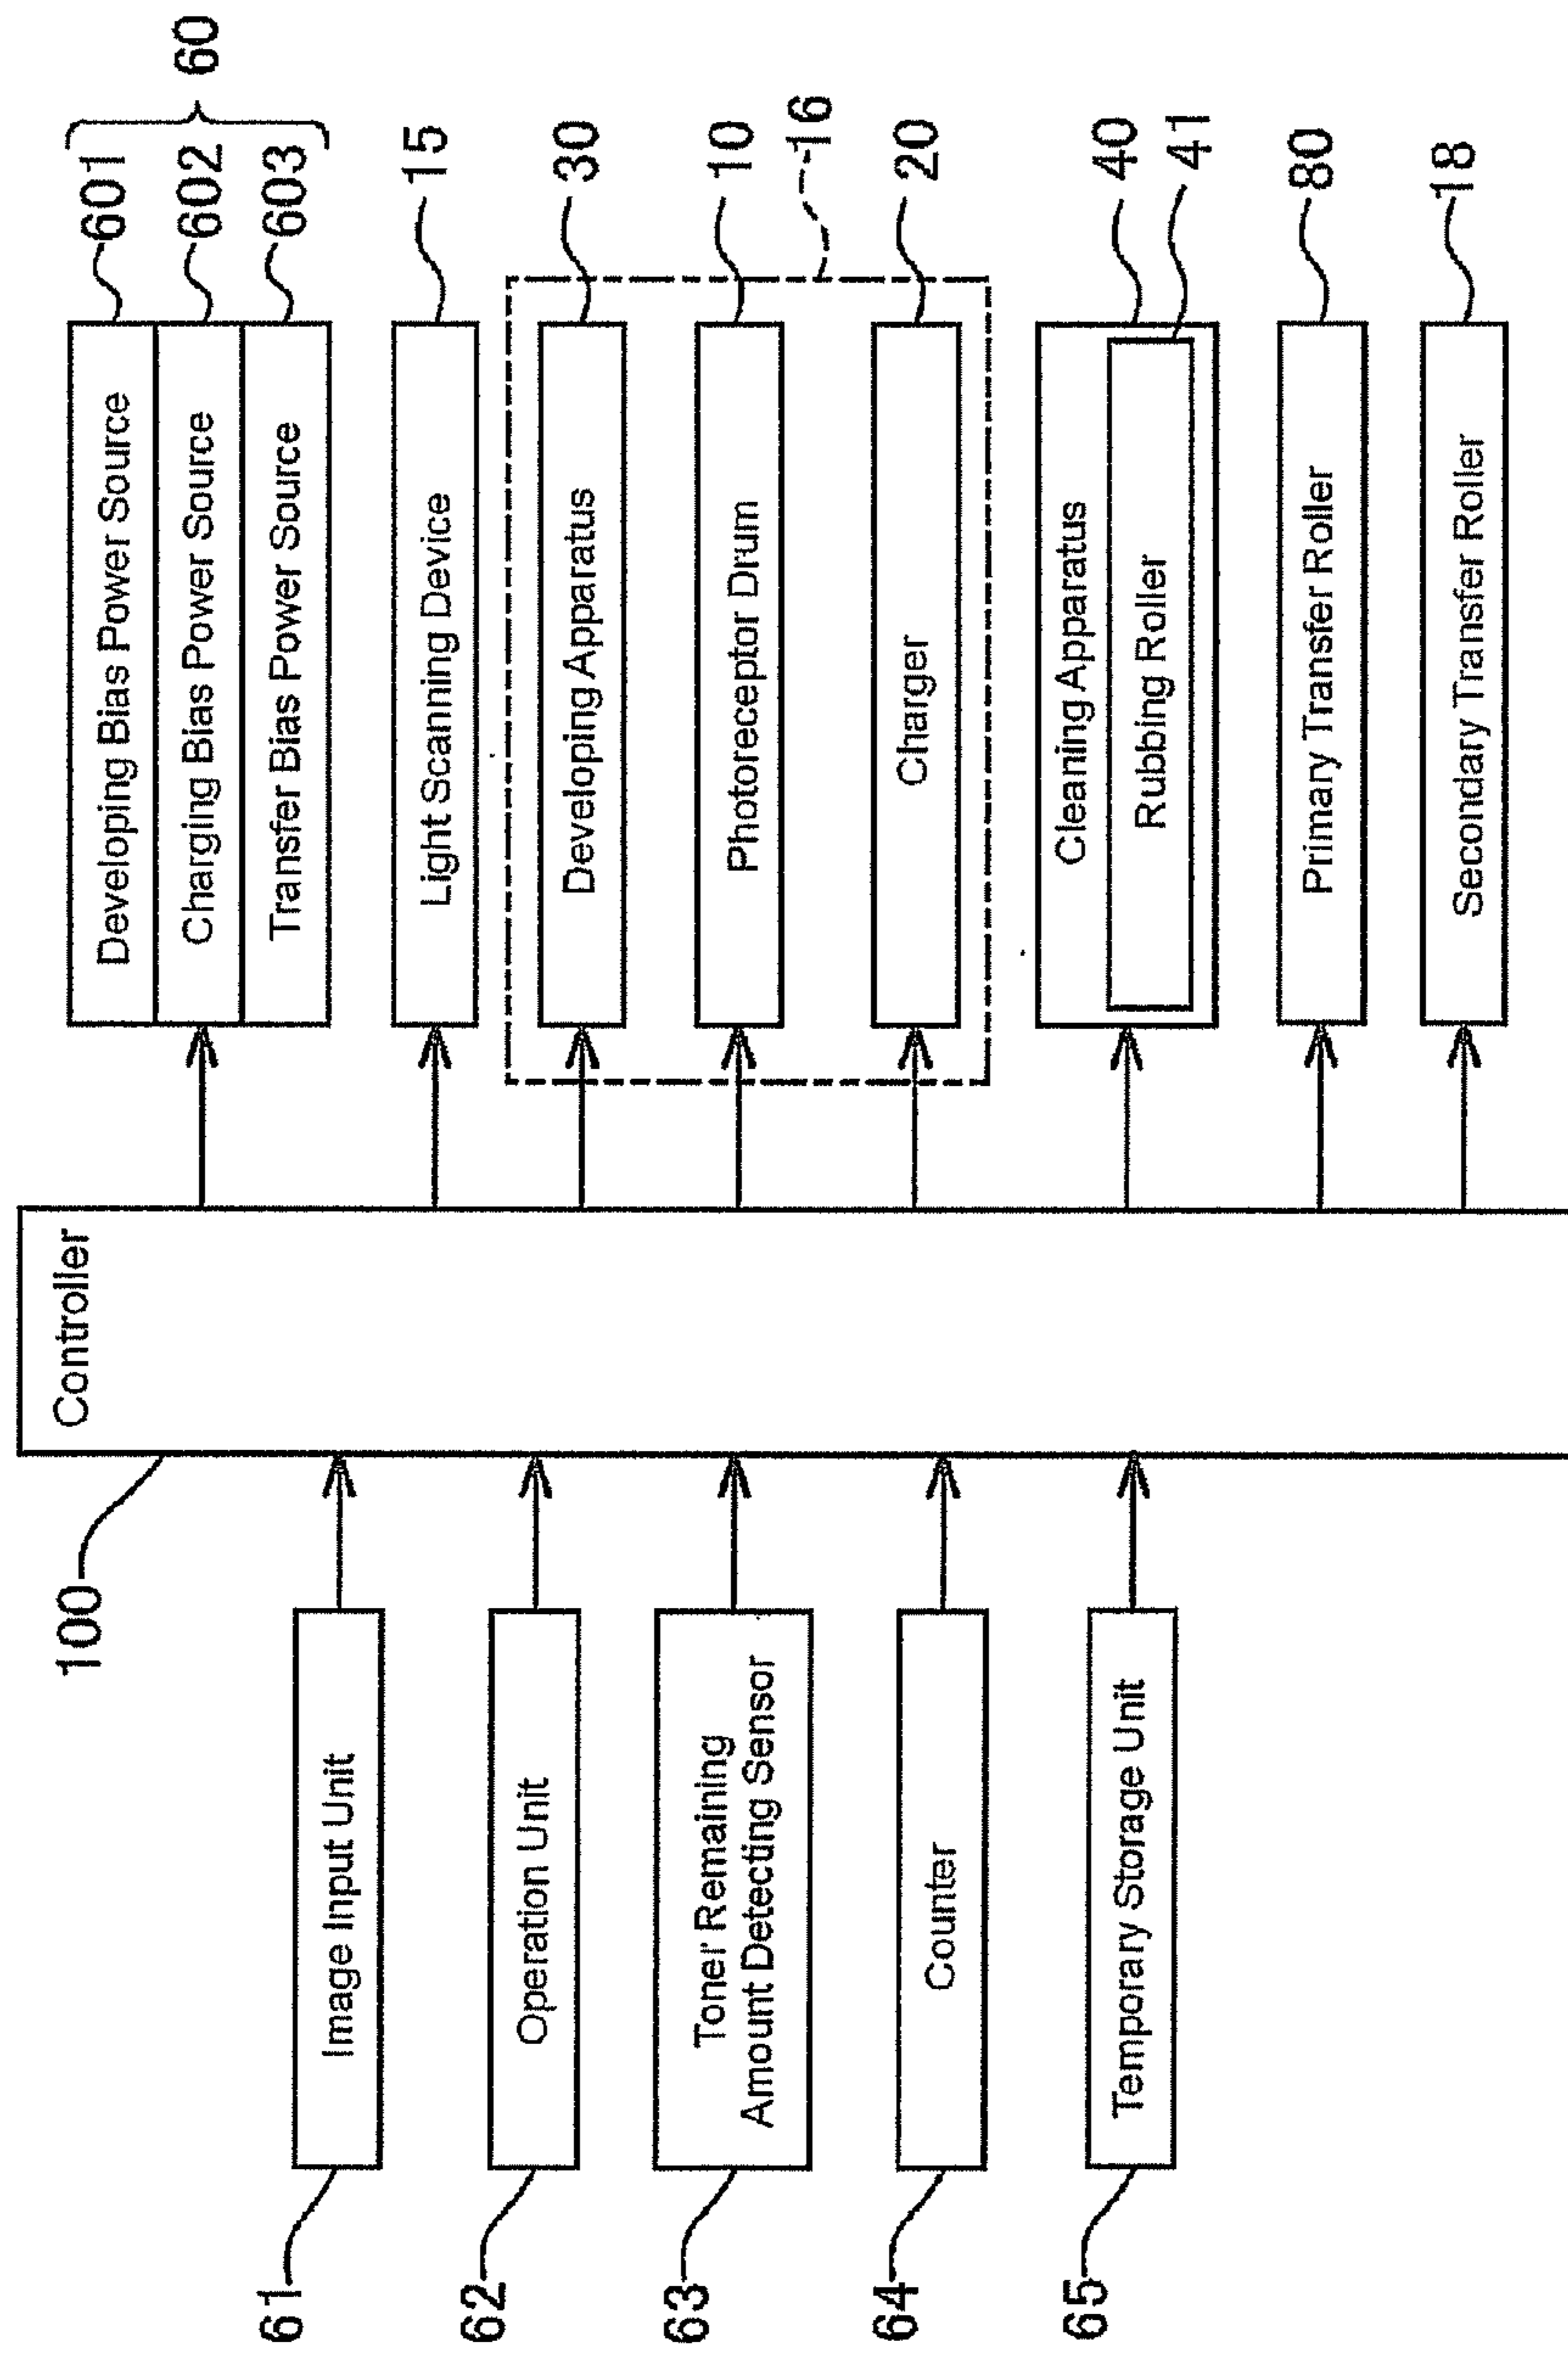 100
Controller
61
Image Input Unit
62
Operation Unit
63
Toner Remaining
Amount Detecting Sensor
64
Counter
65
Temporary Storage Unit
Developing Bias Power Source
601
Charging Bias Power Source
602
Transfer Bias Power Source
603
60
Light Scanning Device
15
Developing Apparatus
30
Photoreceptor Drum
10
16
Charger
20
Cleaning Apparatus
40
Rubbing Roller
41
Primary Transfer Roller
80
Secondary Transfer Roller
18